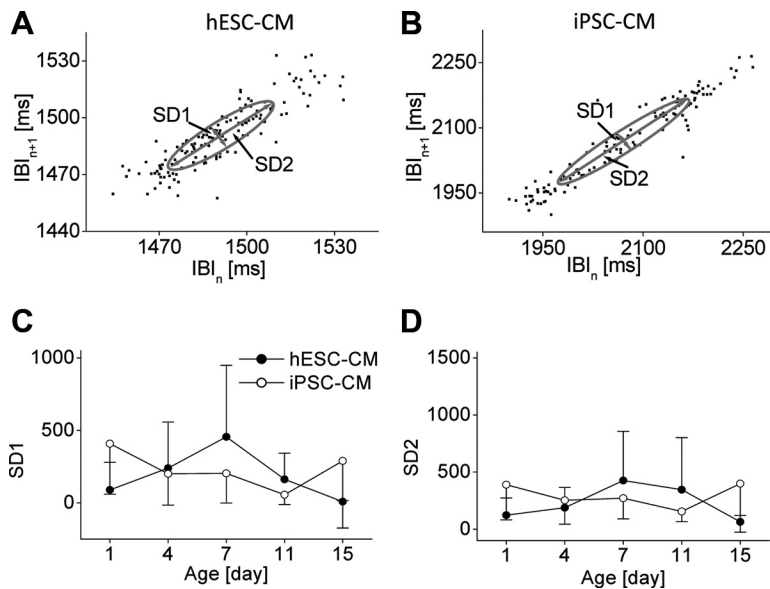 A
hESC-CM
IBIn+1 [ms]
1530
1500
1470
1440
SD1
SD2
1470 1500 1530
IBIn [ms]
B
iPSC-CM
IBIn+1 [ms]
2250
2100
1950
SD1
SD2
1950 2100 2250
IBIn [ms]
C
SD1
1000
500
0
hESC-CM
iPSC-CM
1 4 7 11 15
Age [day]
D
SD2
1500
1000
500
0
1 4 7 11 15
Age [day]